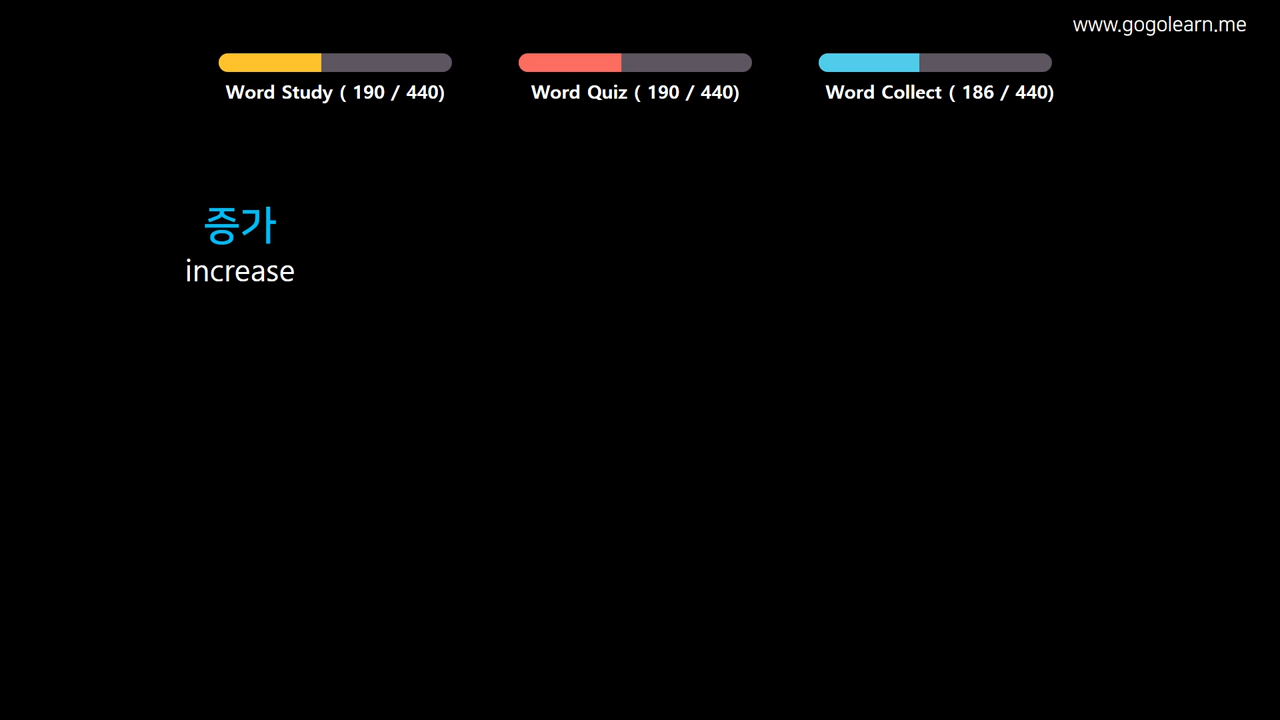 www.gogolearn.me
Word Study ( 190 / 440)
Word Quiz ( 190 / 440)
Word Collect ( 186 / 440)
증가
increase